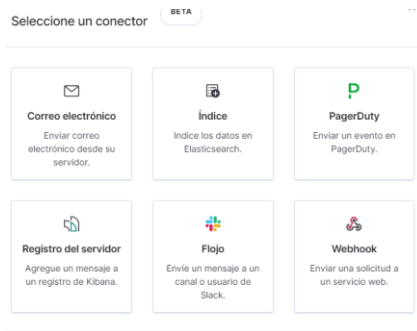 Seleccione un conector
BETA
Correo electrónico
Enviar correo
electrónico desde su
servidor.
Índice
Indice los datos en
Elasticsearch.
PagerDuty
Enviar un evento en
PagerDuty.
Registro del servidor
Agregue un mensaje a
un registro de Kibana.
Flojo
Envíe un mensaje a un
canal o usuario de
Slack.
Webhook
Enviar una solicitud a
un servicio web.